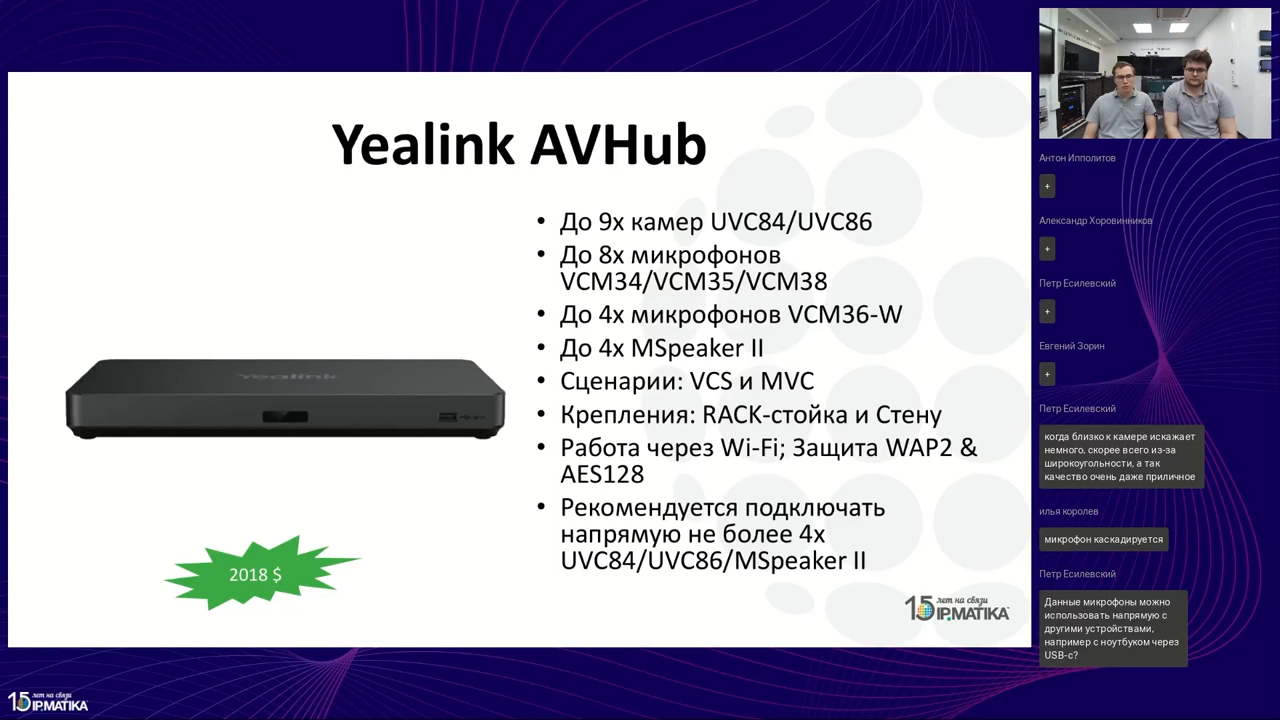 Yealink AVHub
• До 9х камер UVC84/UVC86
• До 8х микрофонов
VCM34/VCM35/VCM38
• До 4х микрофонов VCM36-W
• До 4х MSpeaker II
• Сценарии: VCS и MVC
• Крепления: RACK-стойка и Стену
• Работа через Wi-Fi; Защита WAP2 &
AES128
• Рекомендуется подключать
напрямую не более 4х
UVC84/UVC86/MSpeaker II
Yealink
2018 $
15 лет на связи
IP.MATIKA
15 лет на связи
IP.MATIKA
Антон Ипполитов
+
Александр Хоровинников
+
Петр Есилевский
+
Евгений Зорин
+
Петр Есилевский
когда близко к камере искажает
немного, скорее всего из-за
широкоугольности, а так
качество очень даже приличное
илья королев
микрофон каскадируется
Петр Есилевский
Данные микрофоны можно
использовать напрямую с
другими устройствами,
например с ноутбуком через
USB-c?